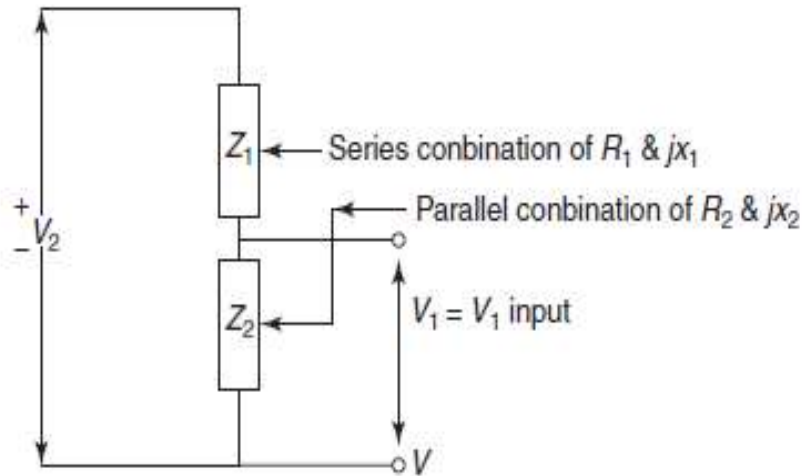 Z₁
Series conbination of R₁ & jx₁
Parallel conbination of R₂ & jx₂
+
V₂
−
Z₂
V₁ = V₁ input
V